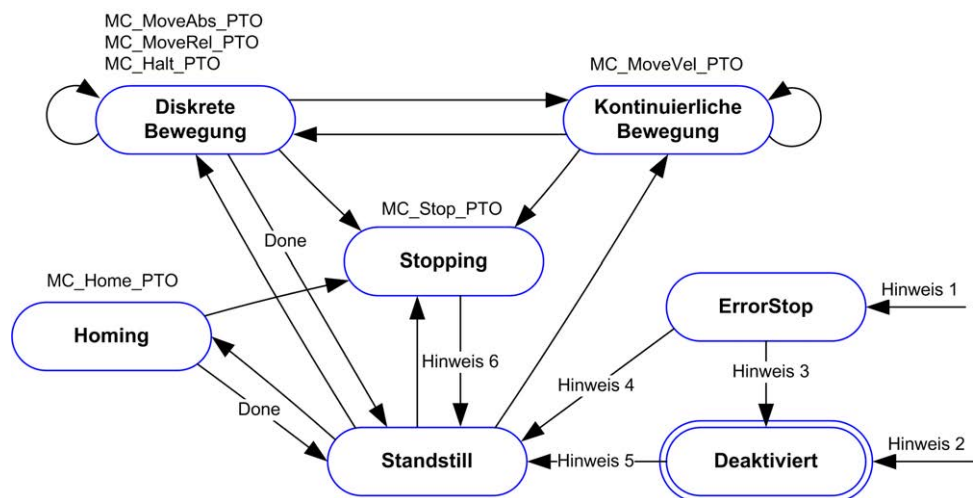 MC_MoveAbs_PTO
MC_MoveRel_PTO
MC_Halt_PTO
Diskrete
Bewegung
MC_MoveVel_PTO
Kontinuierliche
Bewegung
MC_Stop_PTO
Stopping
Done
MC_Home_PTO
Homing
Done
Hinweis 6
ErrorStop
Hinweis 1
Hinweis 4
Hinweis 3
Standstill
Hinweis 5
Deaktiviert
Hinweis 2